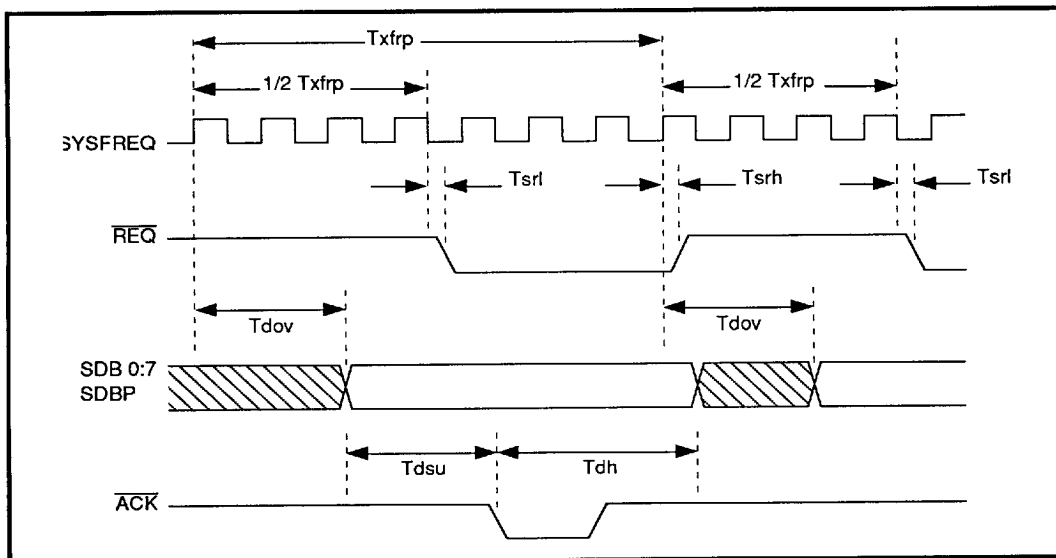 Txfrp
1/2 Txfrp
1/2 Txfrp
SYSFREQ
Tsrl
Tsrh
Tsrl
REQ
Tdov
Tdov
SDB 0:7
SDBP
Tdsu
Tdh
ACK